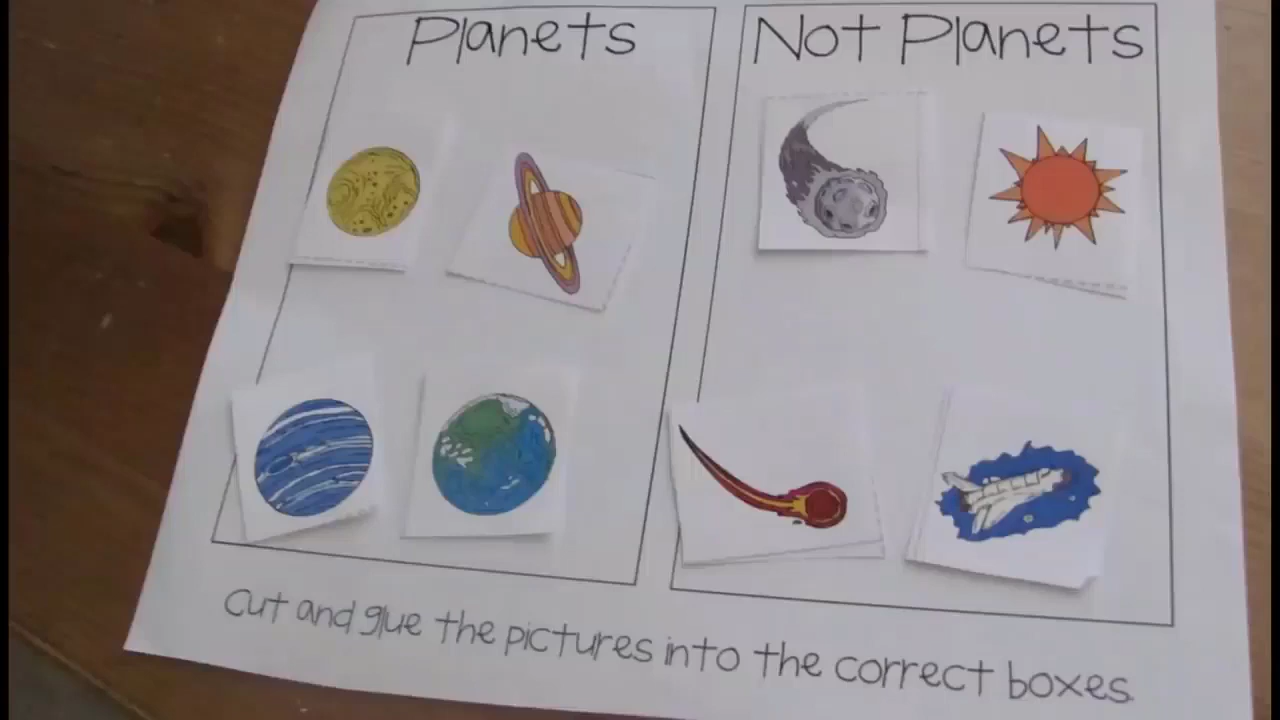 Planets
Not Planets
Cut and glue the pictures into the correct boxes.